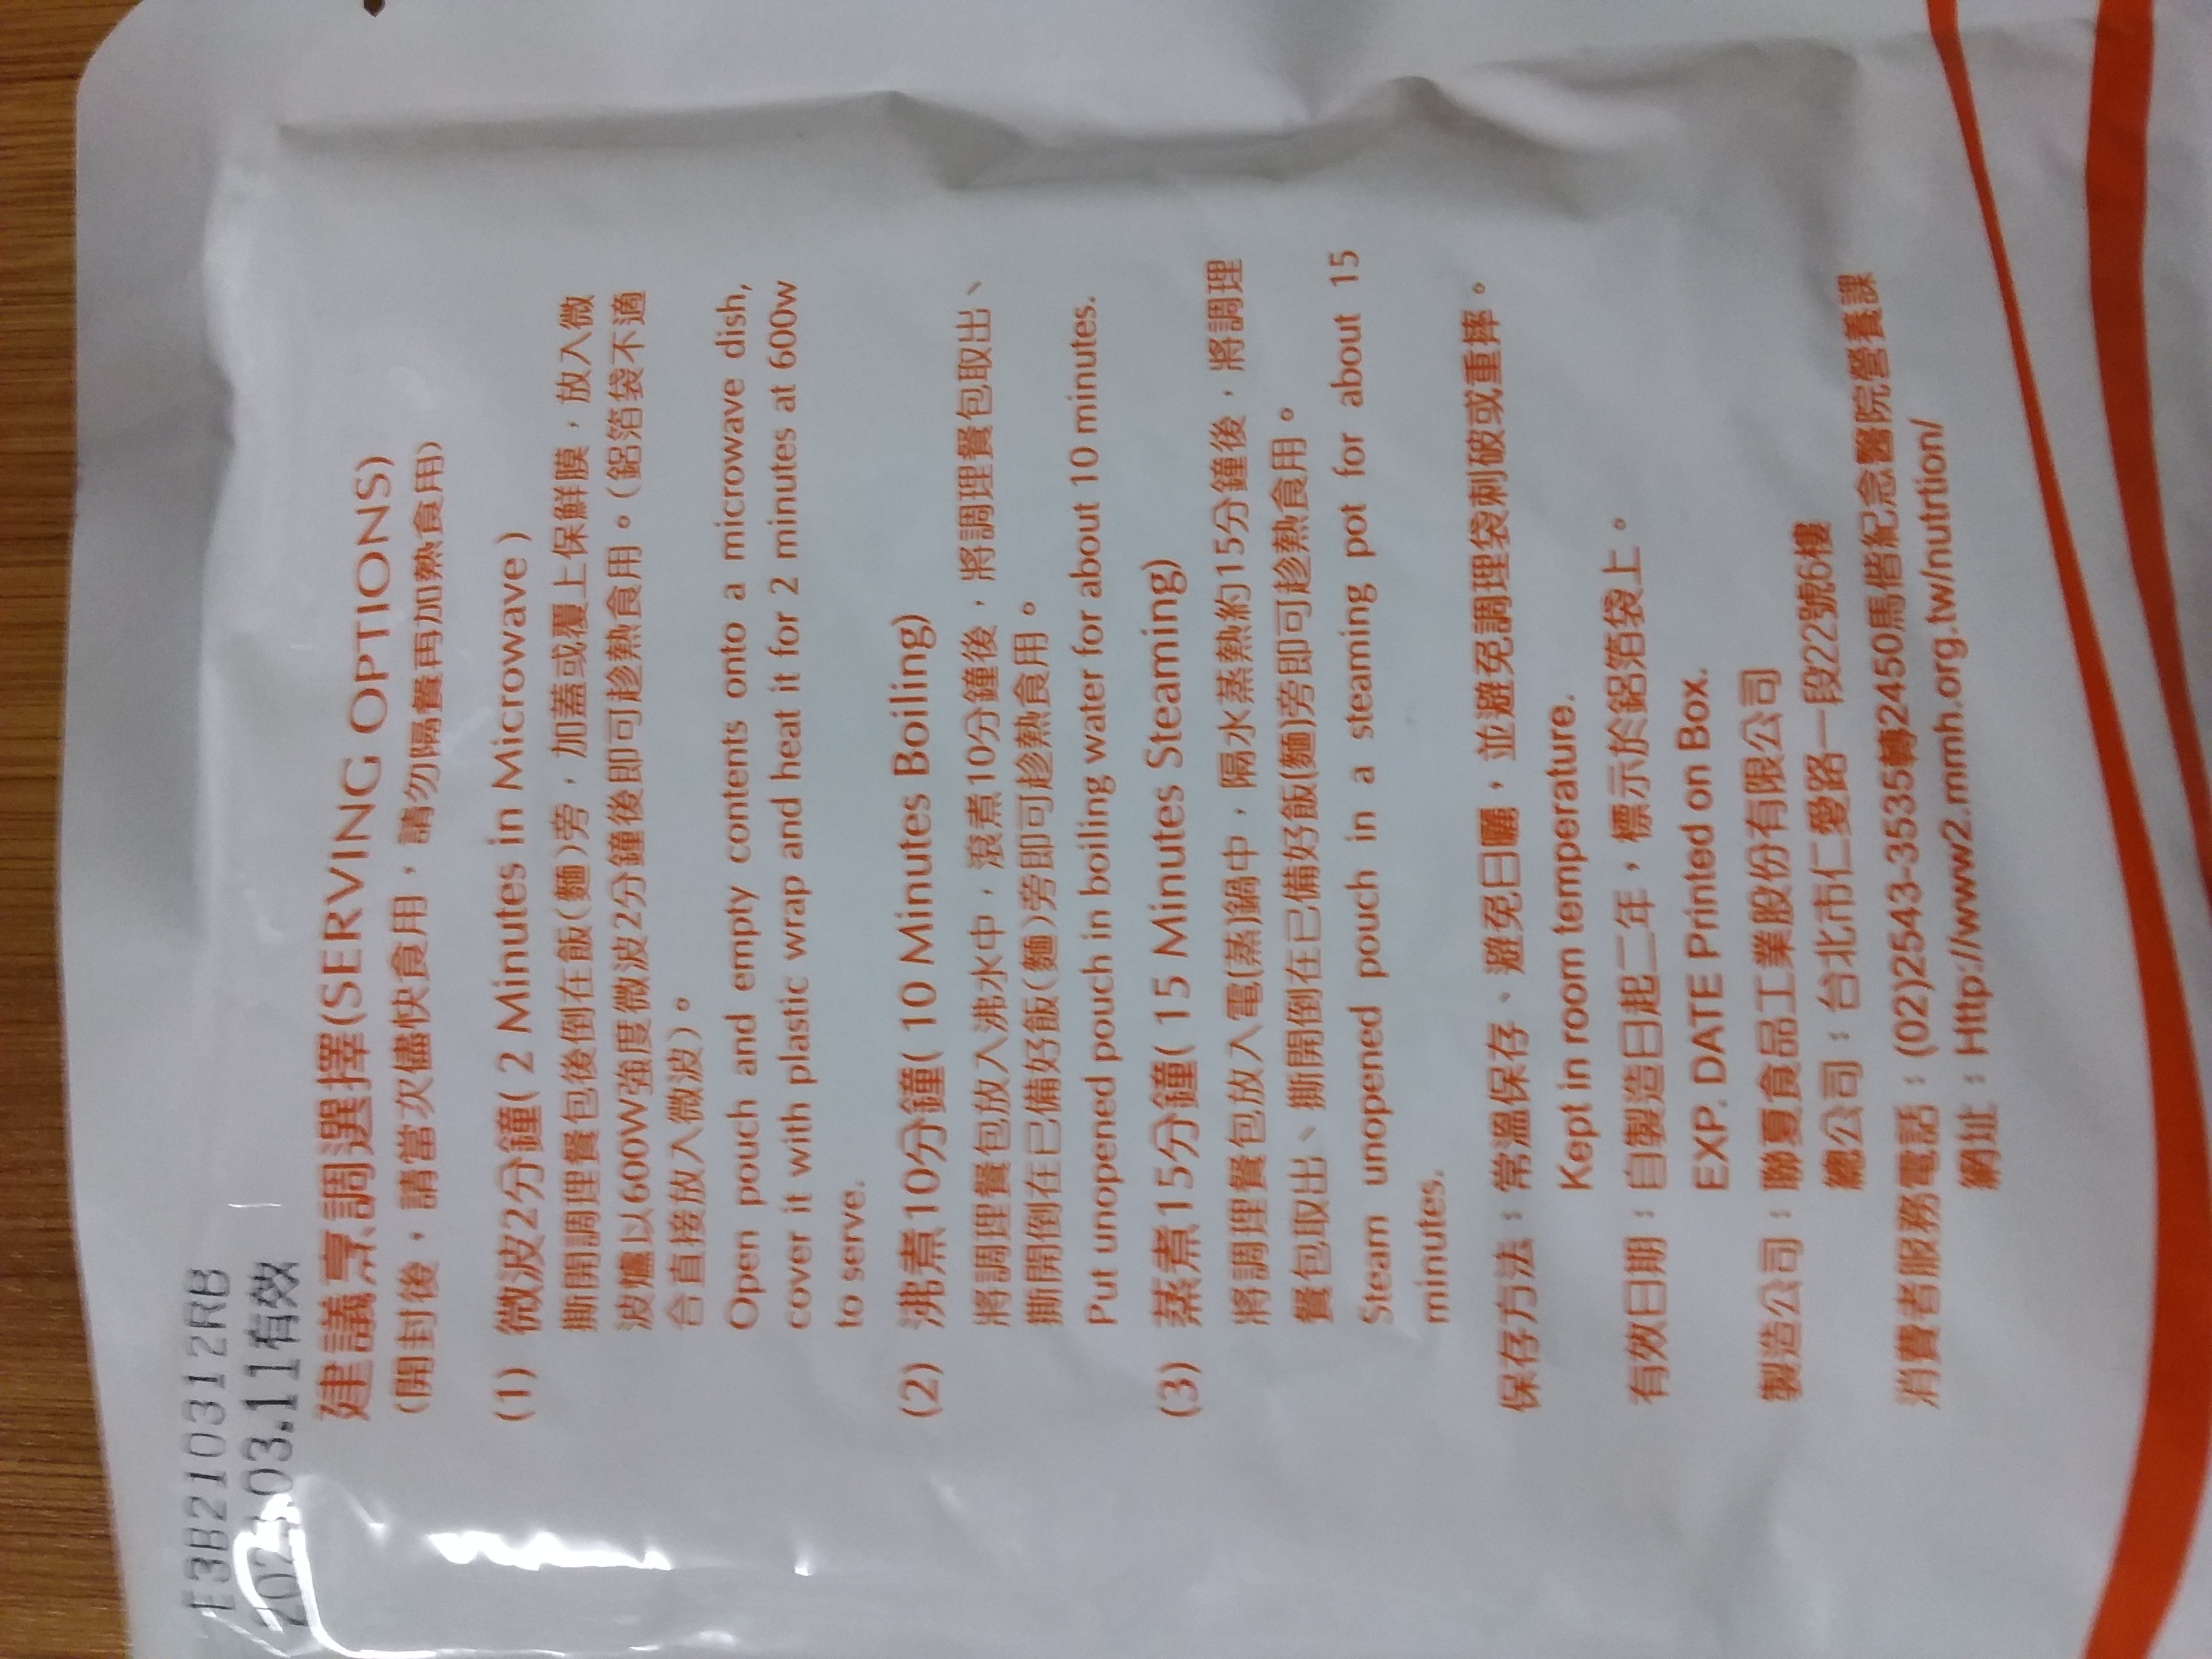 E3B210312RB
03.11有效
建議烹調選擇(SERVING OPTIONS)
(開封後，請當次儘快食用，請勿隔餐再加熱食用)
(1) 微波2分鐘( 2 Minutes in Microwave )
撕開調理餐包後倒在飯(麵)旁，加蓋或覆上保鮮膜，放入微
波爐以600W強度微波2分鐘後即可趁熱食用。(鋁箔袋不適
合直接放入微波)。
Open pouch and empty contents onto a microwave dish,
cover it with plastic wrap and heat it for 2 minutes at 600w
to serve.
(2) 沸煮10分鐘( 10 Minutes Boiling)
將調理餐包放入沸水中，滾煮10分鐘後，將調理餐包取出、
撕開倒在已備好飯(麵)旁即可趁熱食用。
Put unopened pouch in boiling water for about 10 minutes.
(3) 蒸煮15分鐘( 15 Minutes Steaming)
將調理餐包放入電(蒸)鍋中，隔水蒸熱約15分鐘後，將調理
餐包取出、撕開倒在已備好飯(麵)旁即可趁熱食用。
Steam unopened pouch in a steaming pot for about 15
minutes.
保存方法：常溫保存、避免日曬，並避免調理袋刺破或重摔。
Kept in room temperature.
有效日期：自製造日起二年，標示於鋁箔袋上。
EXP. DATE Printed on Box.
製造公司：聯夏食品工業股份有限公司
總公司：台北市仁愛路一段22號6樓
消費者服務電話：(02)2543-3535轉2450馬偕紀念醫院營養課
網址：Http://www2.mmh.org.tw/nutrtion/